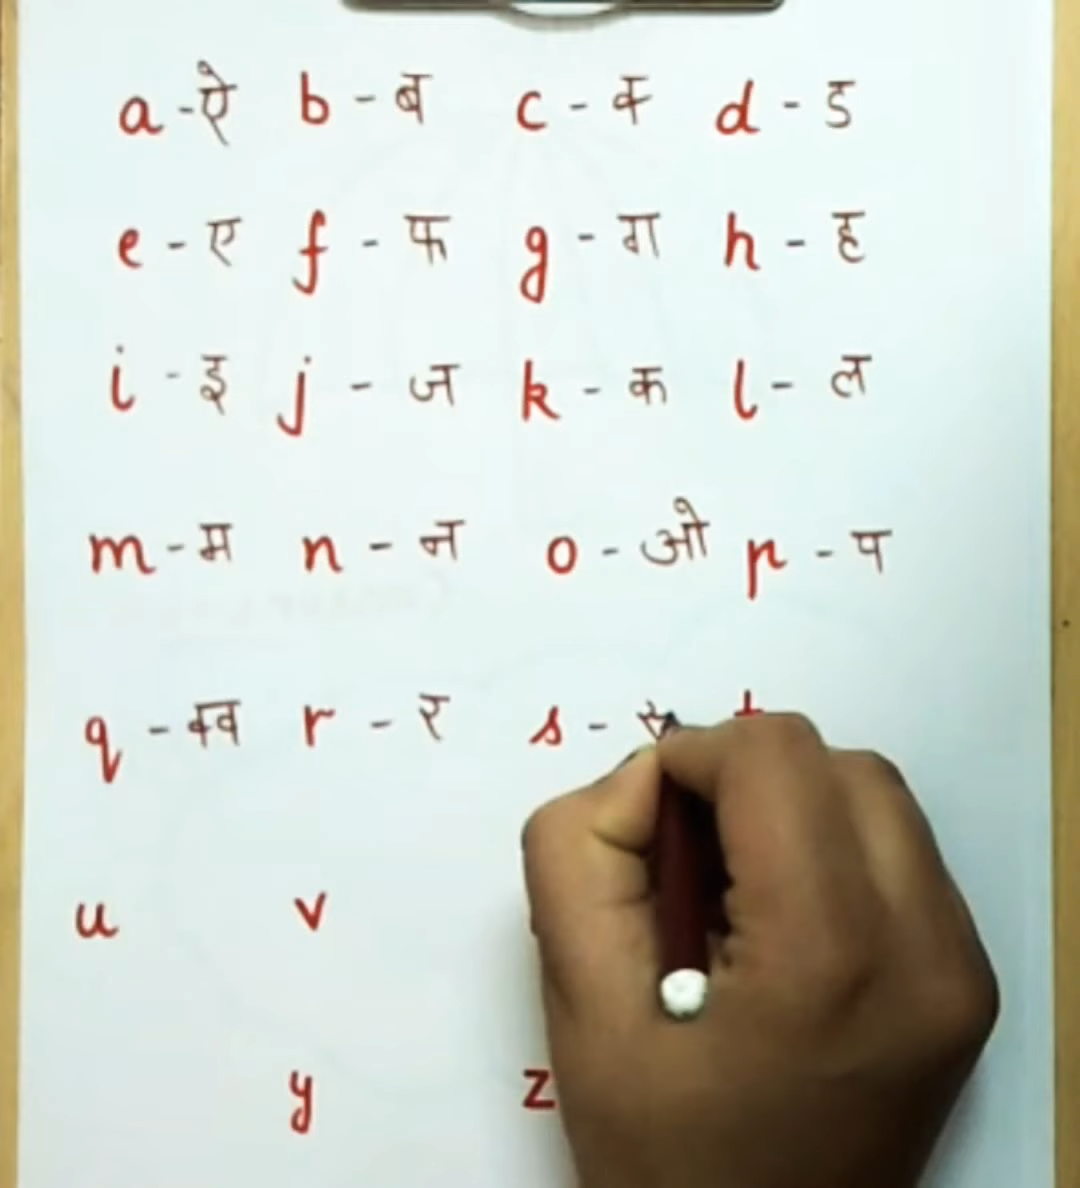 a - ऐ b - ब c - क d - ड
e - ए f - फ g - ग h - ह
i - इ j - ज k - क l - ल
m - म n - न o - ओ p - प
q - क्व r - र s -
u v
y z